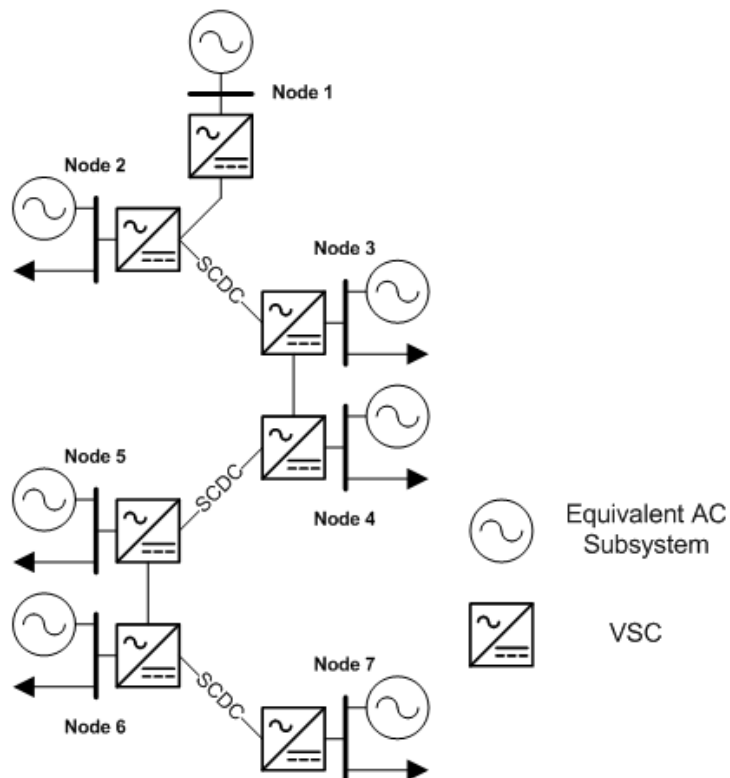 Node 1
Node 2
SCDC
Node 3
Node 5
SCDC
Node 4
Equivalent AC
Subsystem
VSC
Node 7
SCDC
Node 6